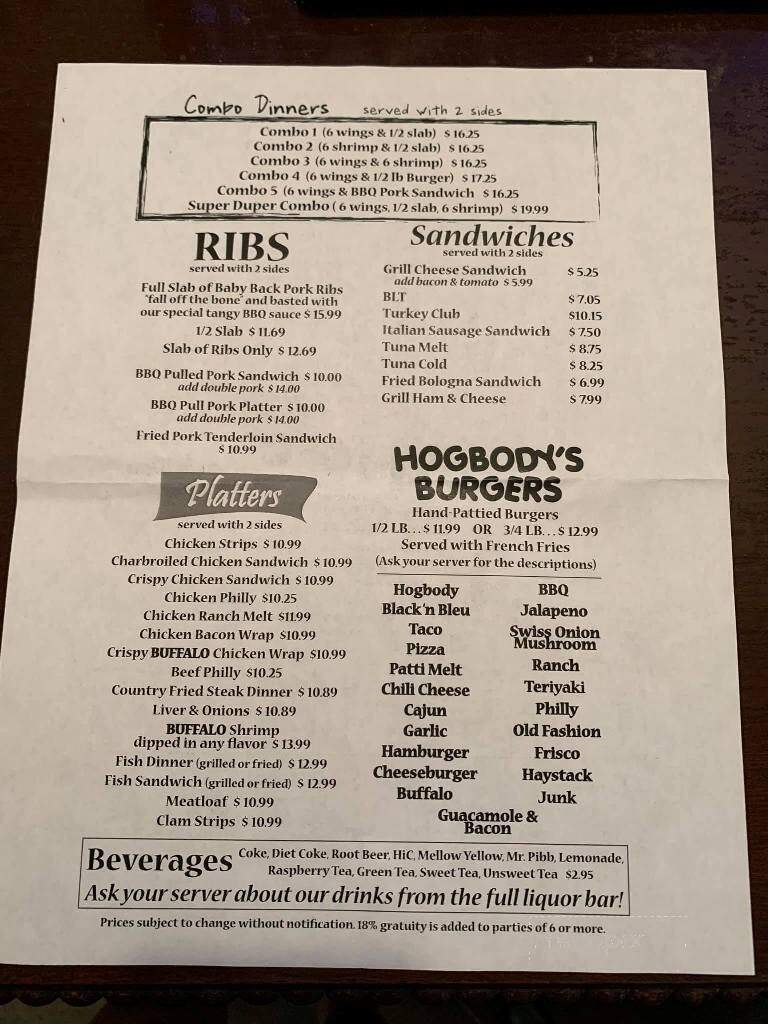 Combo Dinners served with 2 sides
Combo 1 (6 wings & 1/2 slab) $ 16.25
Combo 2 (6 shrimp & 1/2 slab) $ 16.25
Combo 3 (6 wings & 6 shrimp) $ 16.25
Combo 4 (6 wings & 1/2 lb Burger) $ 17.25
Combo 5 (6 wings & BBQ Pork Sandwich $ 16.25
Super Duper Combo ( 6 wings, 1/2 slab, 6 shrimp) $ 19.99
RIBS
served with 2 sides
Full Slab of Baby Back Pork Ribs
"fall off the bone" and basted with
our special tangy BBQ sauce $ 15.99
1/2 Slab $ 11.69
Slab of Ribs Only $ 12.69
BBQ Pulled Pork Sandwich $ 10.00
add double pork $ 14.00
BBQ Pull Pork Platter $ 10.00
add double pork $ 14.00
Fried Pork Tenderloin Sandwich
$ 10.99
Sandwiches
served with 2 sides
Grill Cheese Sandwich $ 5.25
add bacon & tomato $ 5.99
BLT $ 7.05
Turkey Club $10.15
Italian Sausage Sandwich $ 7.50
Tuna Melt $ 8.75
Tuna Cold $ 8.25
Fried Bologna Sandwich $ 6.99
Grill Ham & Cheese $ 7.99
Platters
served with 2 sides
Chicken Strips $ 10.99
Charbroiled Chicken Sandwich $ 10.99
Crispy Chicken Sandwich $ 10.99
Chicken Philly $10.25
Chicken Ranch Melt $11.99
Chicken Bacon Wrap $10.99
Crispy BUFFALO Chicken Wrap $10.99
Beef Philly $10.25
Country Fried Steak Dinner $ 10.89
Liver & Onions $ 10.89
BUFFALO Shrimp
dipped in any flavor $ 13.99
Fish Dinner (grilled or fried) $ 12.99
Fish Sandwich (grilled or fried) $ 12.99
Meatloaf $ 10.99
Clam Strips $ 10.99
HOGBODY'S
BURGERS
Hand-Pattied Burgers
1/2 LB...$ 11.99 OR 3/4 LB...$ 12.99
Served with French Fries
(Ask your server for the descriptions)
Hogbody
Black'n Bleu
Taco
Pizza
Patti Melt
Chili Cheese
Cajun
Garlic
Hamburger
Cheeseburger
Buffalo
BBQ
Jalapeno
Swiss Onion
Mushroom
Ranch
Teriyaki
Philly
Old Fashion
Frisco
Haystack
Junk
Guacamole &
Bacon
Beverages Coke, Diet Coke, Root Beer, HiC, Mellow Yellow, Mr. Pibb, Lemonade,
Raspberry Tea, Green Tea, Sweet Tea, Unsweet Tea $2.95
Ask your server about our drinks from the full liquor bar!
Prices subject to change without notification. 18% gratuity is added to parties of 6 or more.